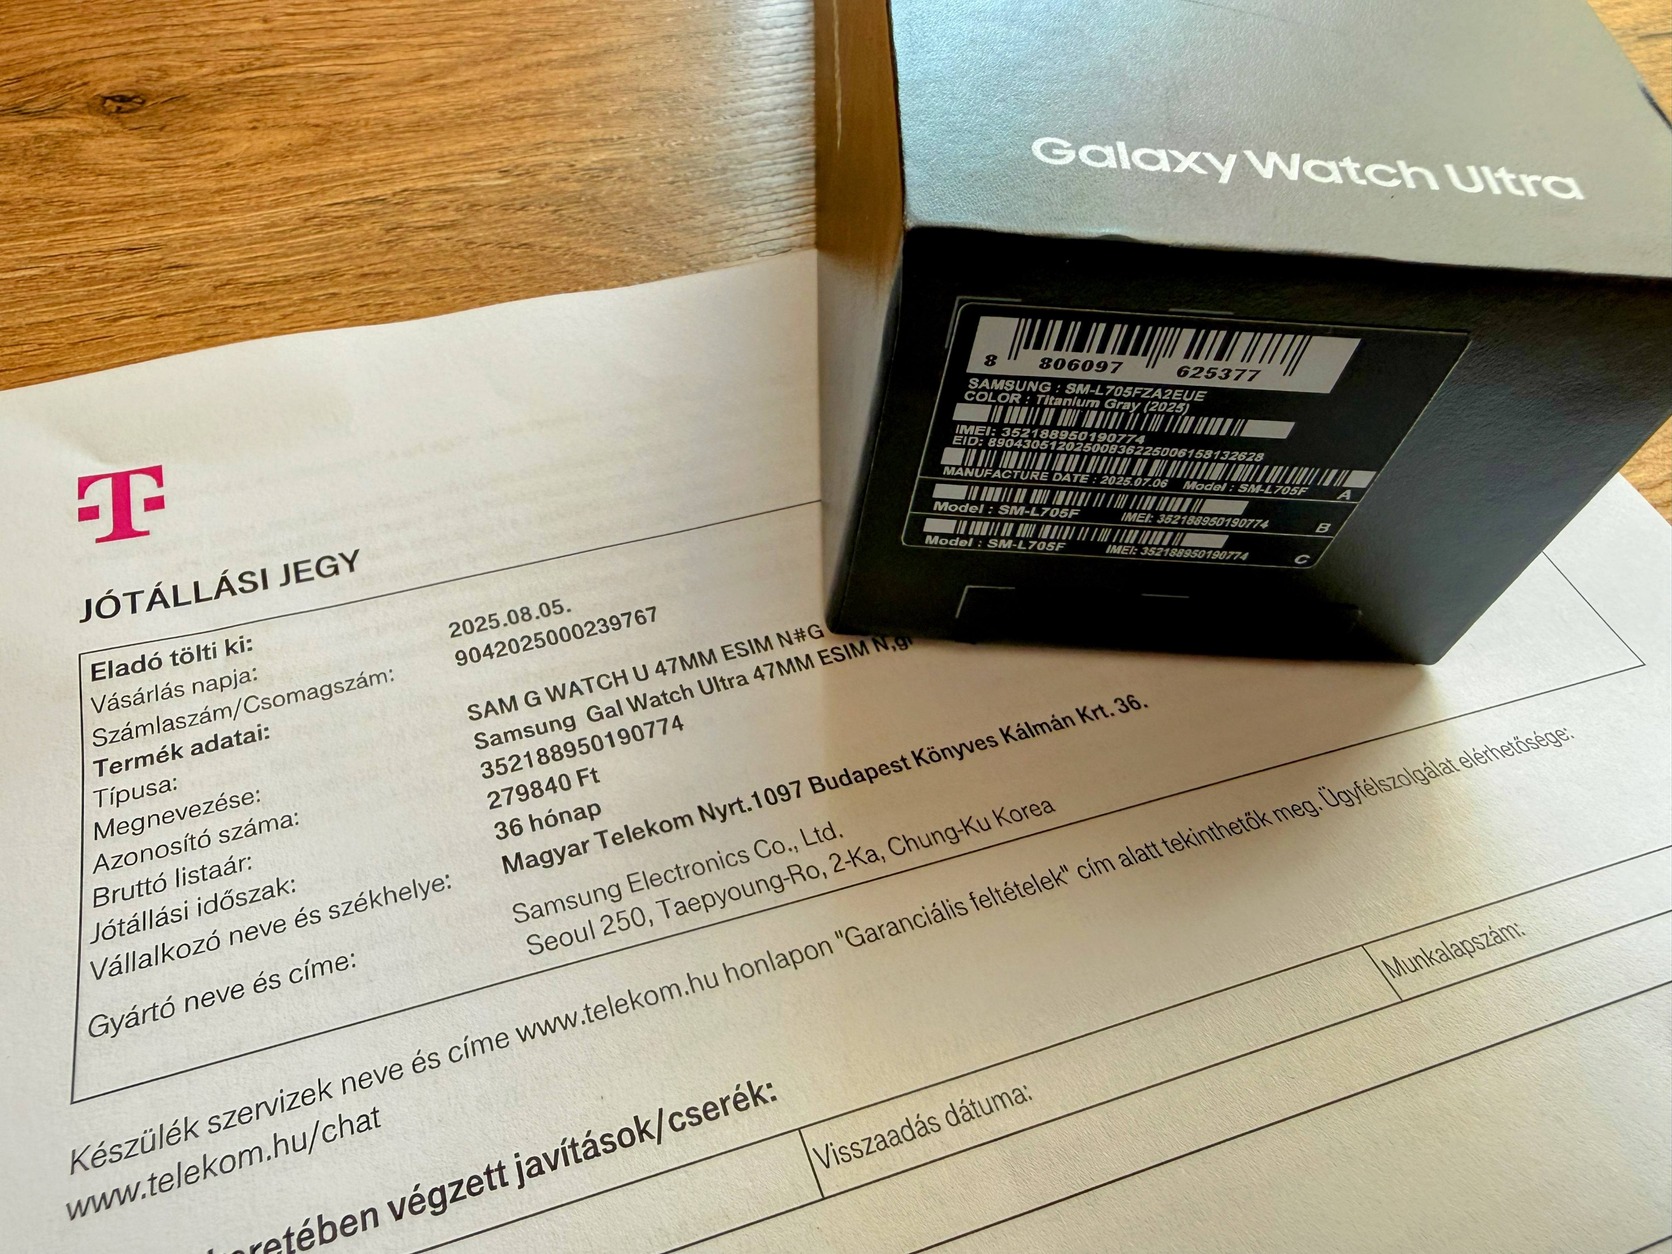 Galaxy Watch Ultra
8 806097 625377
SAMSUNG : SM-L705FZA2EUE
COLOR : Titanium Gray (2025)
IMEI: 352188950190774
EID: 89043051202500836225006158132628
MANUFACTURE DATE : 2025.07.06 Model : SM-L705F A
Model : SM-L705F IMEI: 352188950190774 B
Model : SM-L705F IMEI: 352188950190774 C
T
JÓTÁLLÁSI JEGY
Eladó tölti ki:
Vásárlás napja: 2025.08.05.
Számlaszám/Csomagszám: 9042025000239767
Termék adatai:
Típusa: SAM G WATCH U 47MM ESIM N#G
Megnevezése: Samsung Gal Watch Ultra 47MM ESIM N,gr
Azonosító száma: 352188950190774
Bruttó listaár: 279840 Ft
Jótállási időszak: 36 hónap
Vállalkozó neve és székhelye: Magyar Telekom Nyrt.1097 Budapest Könyves Kálmán Krt. 36.
Gyártó neve és címe: Samsung Electronics Co., Ltd.
Seoul 250, Taepyoung-Ro, 2-Ka, Chung-Ku Korea
Készülék szervizek neve és címe www.telekom.hu honlapon "Garanciális feltételek" cím alatt tekinthetők meg. Ügyfélszolgálat elérhetősége:
www.telekom.hu/chat
keretében végzett javítások/cserék:
Visszaadás dátuma:
Munkalapszám: